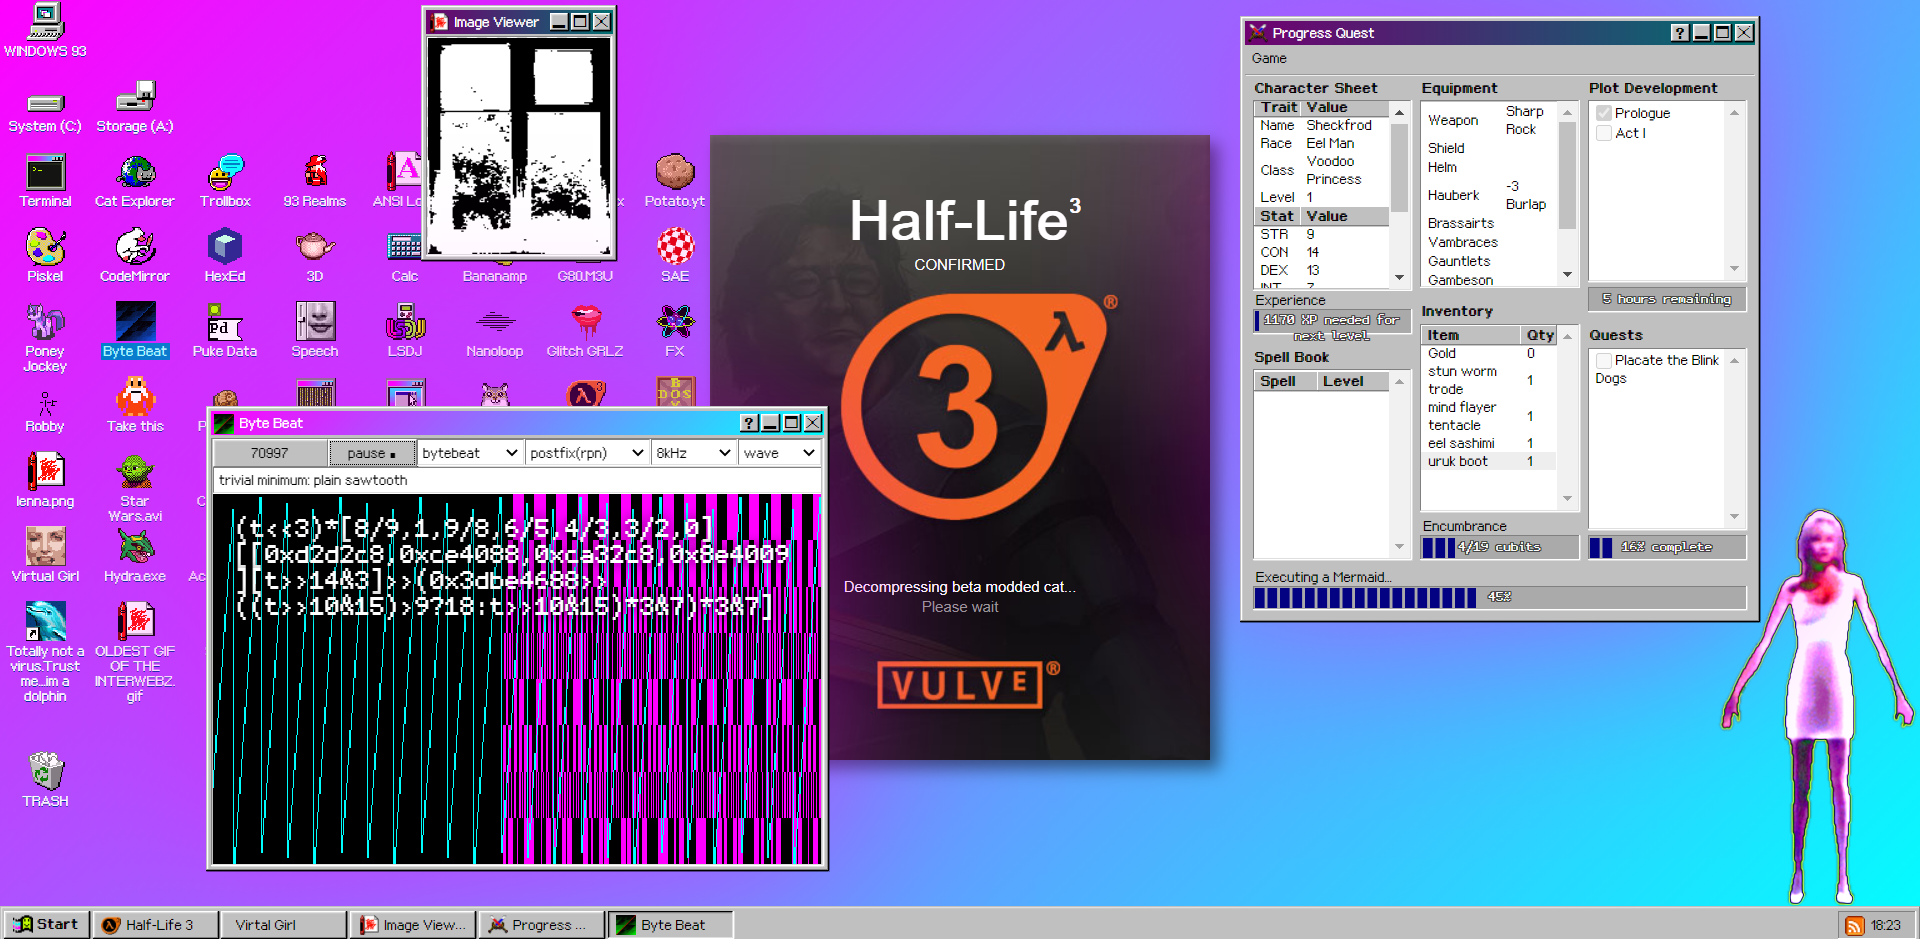 WINDOWS 93
System (C:)
Storage (A:)
Terminal
Cat Explorer
Trollbox
93 Realms
ANSI Lo
x
Potato.yt
Piskel
CodeMirror
HexEd
3D
Calc
Bananamp
G80.M3U
SAE
Poney
Jockey
Byte Beat
Puke Data
Speech
LSDJ
Nanoloop
Glitch GRLZ
FX
Robby
Take this
lenna.png
Star
Wars.avi
Virtual Girl
Hydra.exe
Totally not a
virus.Trust
me...im a
dolphin
OLDEST GIF
OF THE
INTERWEBZ.
gif
TRASH
Image Viewer
Half-Life3
CONFIRMED
3
λ
®
Decompressing beta modded cat...
Please wait
VULVE®
Byte Beat
?
70997
pause
bytebeat
postfix(rpn)
8kHz
wave
trivial minimum: plain sawtooth
(t<<3)*[8/9,1,9/8,6/5,4/3,3/2,0]
[[0xd2d2c8,0xce4088,0xca32c8,0x8e4009
][t>>14&3]>>(0x3dbe4688>>
((t>>10&15)>9?18:t>>10&15)*3&7)*3&7]
Progress Quest
?
Game
Character Sheet
Trait Value
Name Sheckfrod
Race Eel Man
Class Voodoo
Princess
Level 1
Stat Value
STR 9
CON 14
DEX 13
INT 7
Experience
1170 XP needed for
next level
Spell Book
Spell Level
Equipment
Weapon Sharp
Rock
Shield
Helm
Hauberk -3
Burlap
Brassairts
Vambraces
Gauntlets
Gambeson
Inventory
Item Qty
Gold 0
stun worm
trode 1
mind flayer
tentacle 1
eel sashimi 1
uruk boot 1
Encumbrance
4/19 cubits
Plot Development
Prologue
Act I
5 hours remaining
Quests
Placate the Blink
Dogs
16% complete
Executing a Mermaid...
45%
Start
Half-Life 3
Virtal Girl
Image View...
Progress ...
Byte Beat
18:23